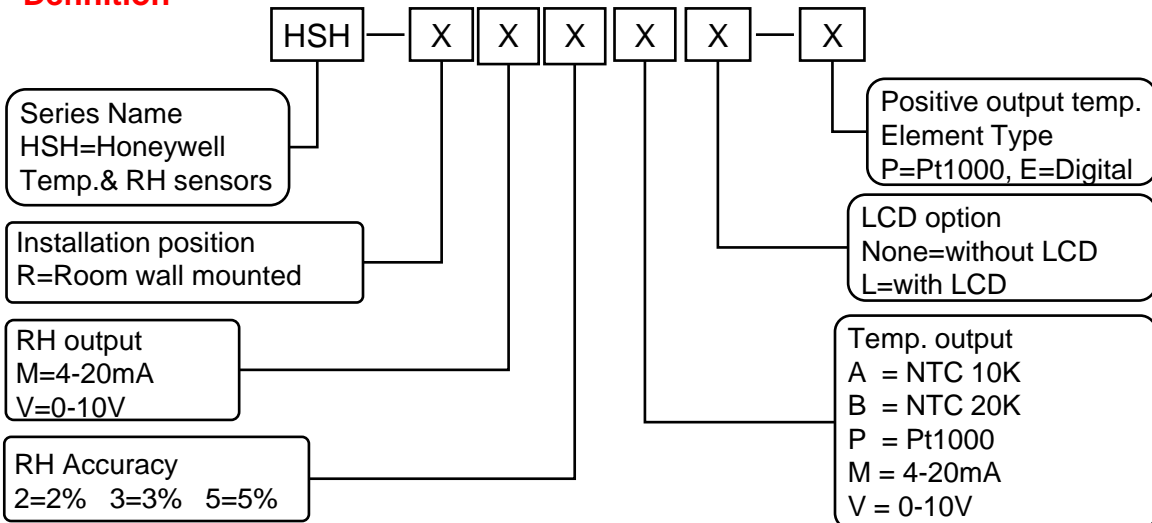 Definition
HSH X X X X X X
Series Name
HSH=Honeywell
Temp.& RH sensors
Installation position
R=Room wall mounted
RH output
M=4-20mA
V=0-10V
RH Accuracy
2=2% 3=3% 5=5%
Positive output temp.
Element Type
P=Pt1000, E=Digital
LCD option
None=without LCD
L=with LCD
Temp. output
A = NTC 10K
B = NTC 20K
P = Pt1000
M = 4-20mA
V = 0-10V